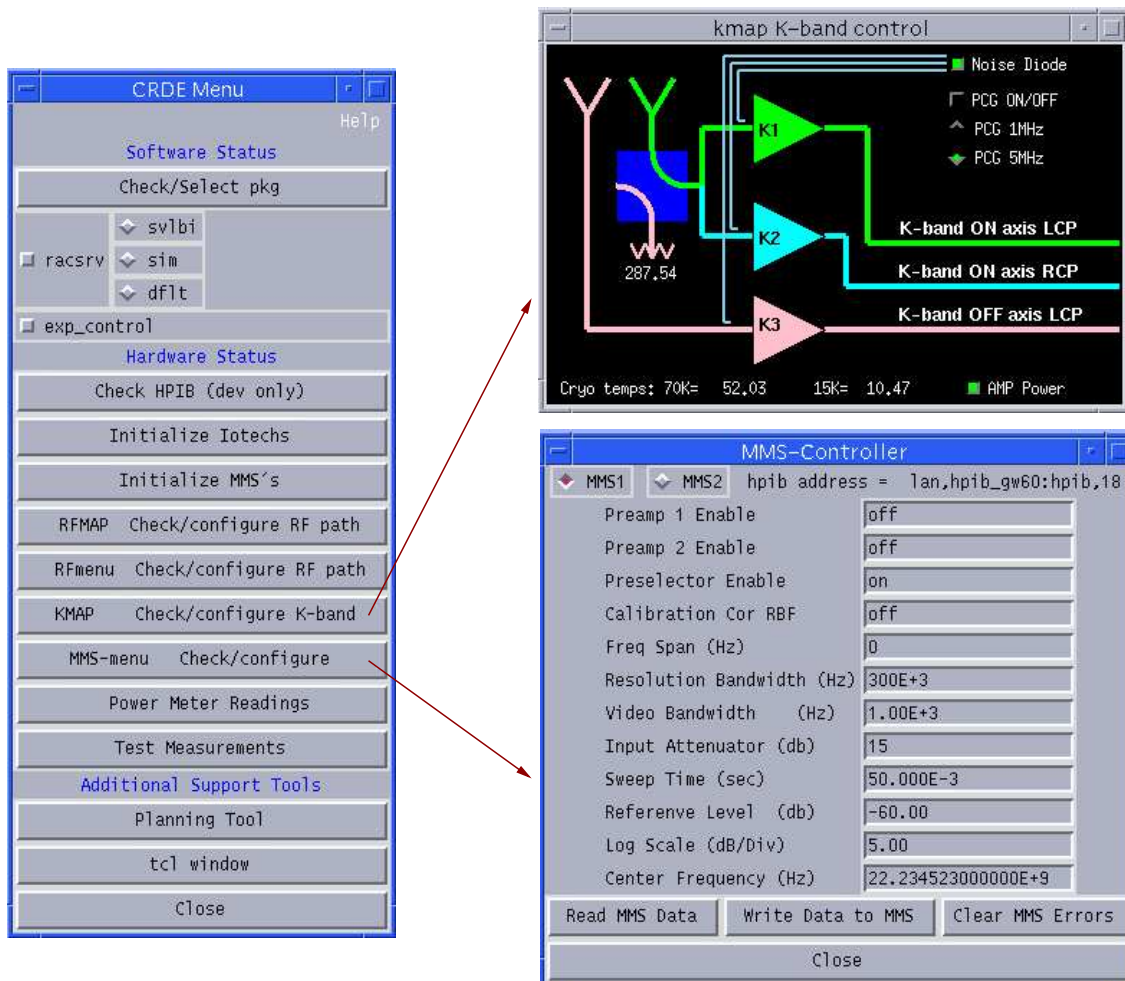 CRDE Menu
Help
Software Status
Check/Select pkg
racsrv
svlbi
sim
dflt
exp_control
Hardware Status
Check HPIB (dev only)
Initialize Iotechs
Initialize MMS´s
RFMAP Check/configure RF path
RFmenu Check/configure RF path
KMAP Check/configure K-band
MMS-menu Check/configure
Power Meter Readings
Test Measurements
Additional Support Tools
Planning Tool
tcl window
Close
kmap K-band control
Noise Diode
PCG ON/OFF
PCG 1MHz
PCG 5MHz
K1
K-band ON axis LCP
K2
K-band ON axis RCP
287.54
K-band OFF axis LCP
K3
Cryo temps: 70K= 52.03 15K= 10.47 AMP Power
MMS-Controller
MMS1 MMS2 hpib address = lan,hpib_gw60:hpib,18
Preamp 1 Enable off
Preamp 2 Enable off
Preselector Enable on
Calibration Cor RBF off
Freq Span (Hz) 0
Resolution Bandwidth (Hz) 300E+3
Video Bandwidth (Hz) 1.00E+3
Input Attenuator (db) 15
Sweep Time (sec) 50.000E-3
Referenve Level (db) -60.00
Log Scale (dB/Div) 5.00
Center Frequency (Hz) 22.234523000000E+9
Read MMS Data Write Data to MMS Clear MMS Errors
Close